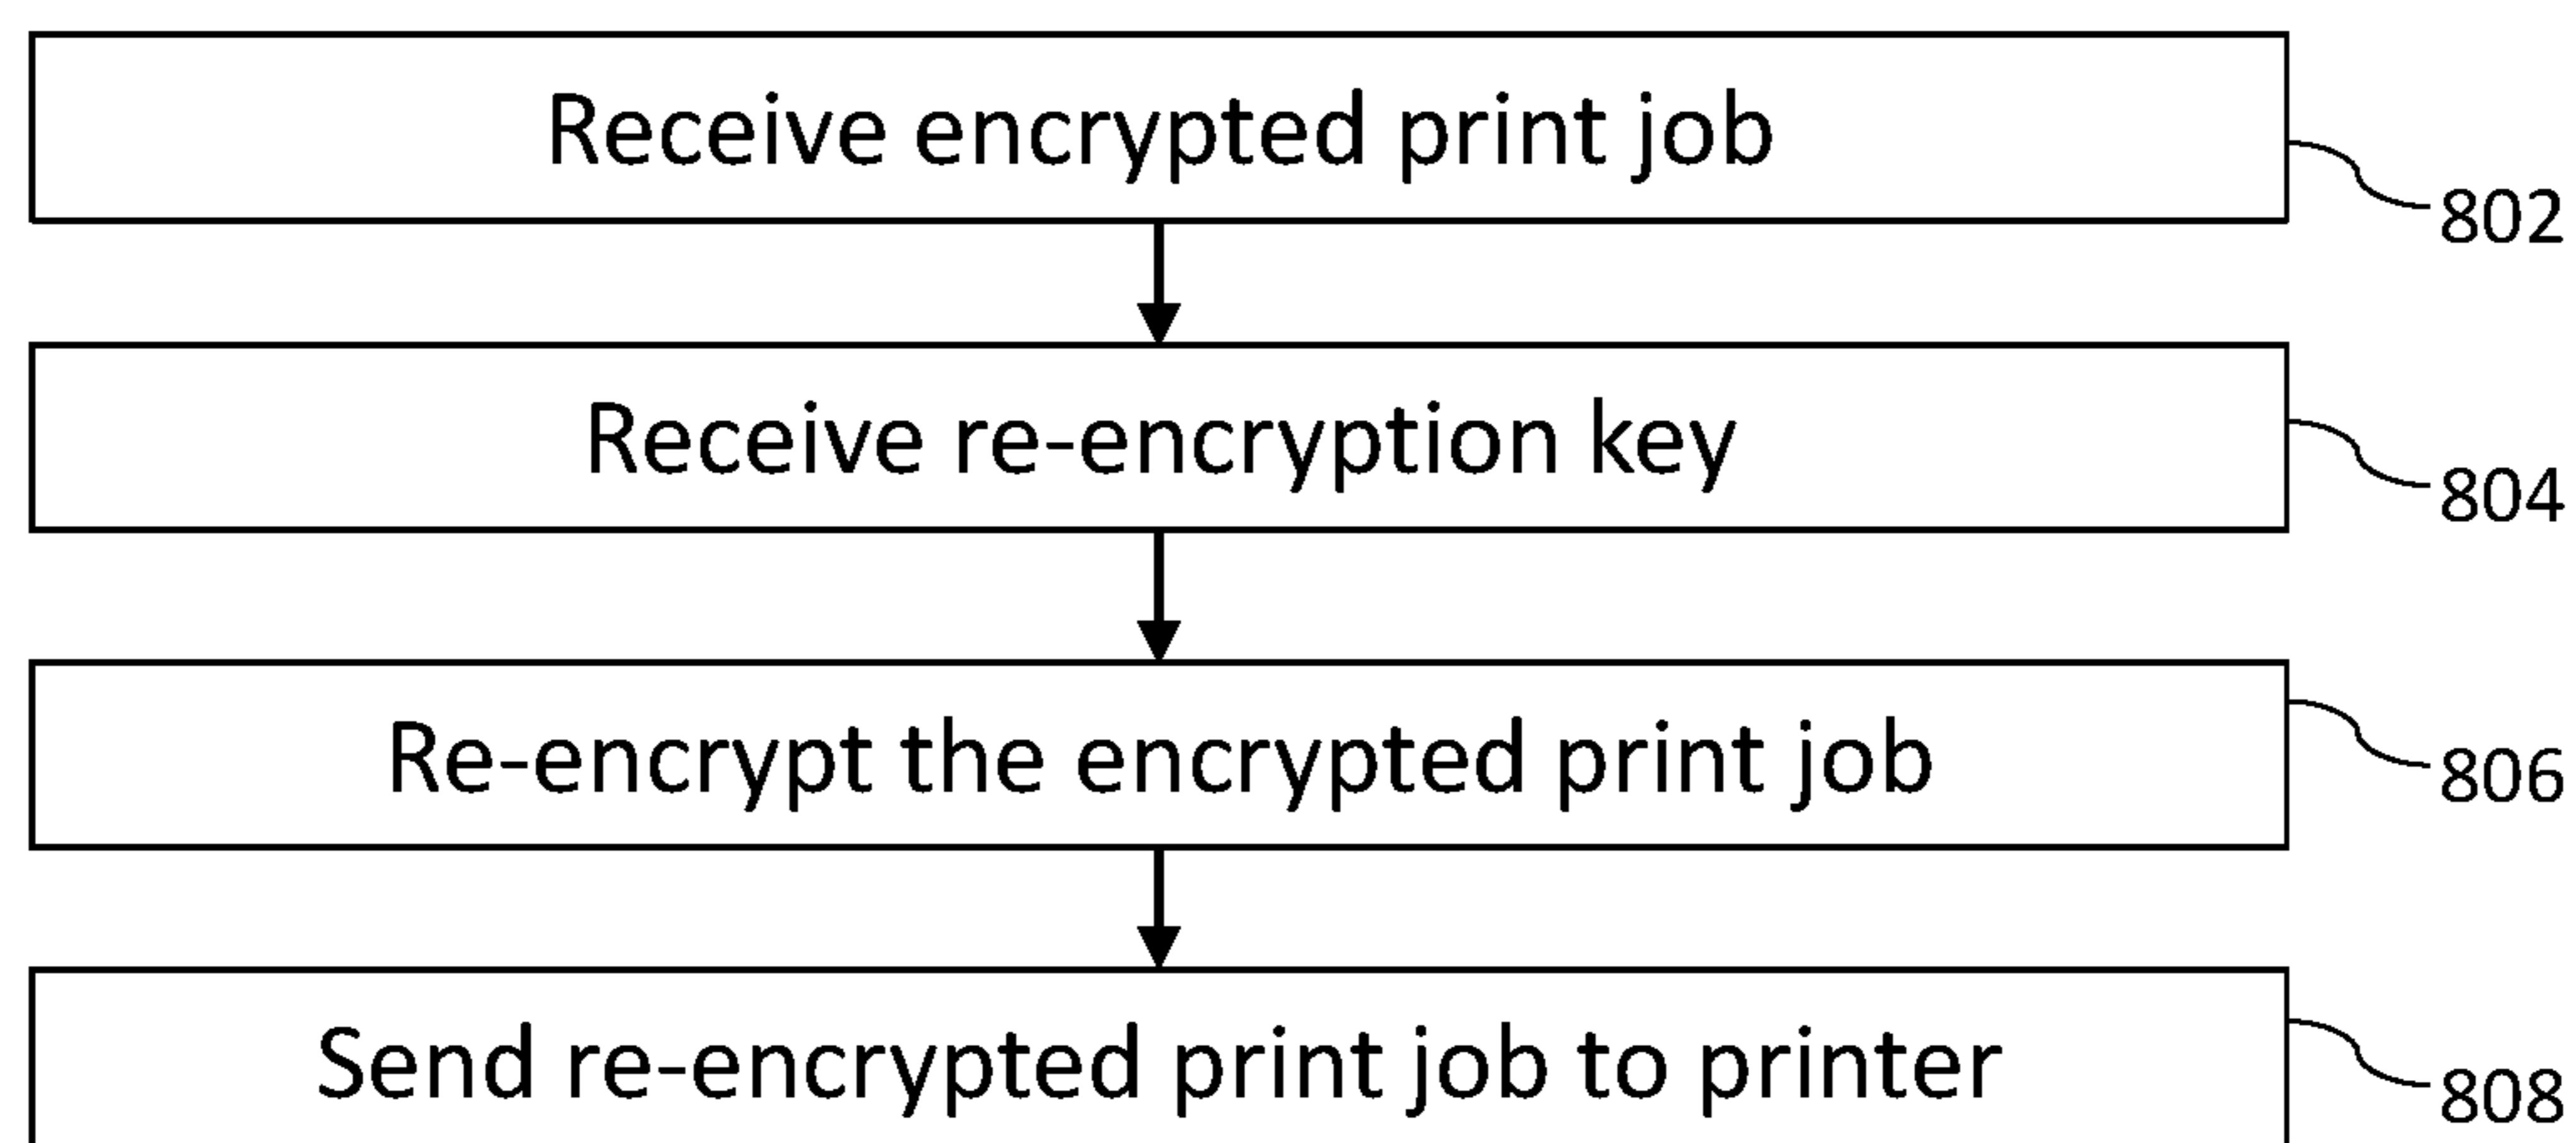 Receive encrypted print job
802
Receive re-encryption key
804
Re-encrypt the encrypted print job
806
Send re-encrypted print job to printer
808